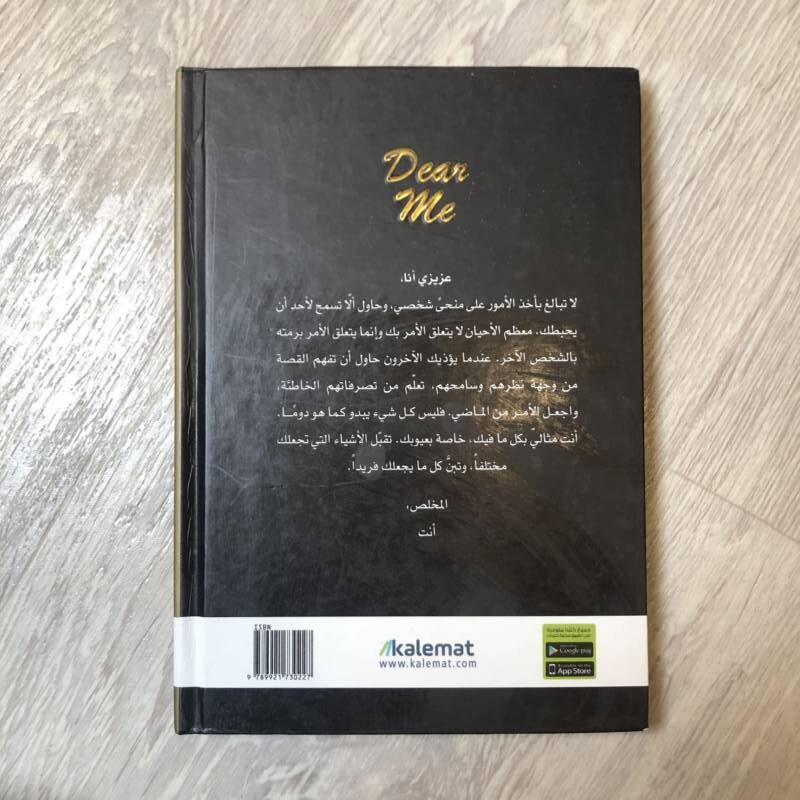 Dear
Me
عزيزي أنا،
لا تبالغ بأخذ الأمور على منحىً شخصي، وحاول ألّا تسمح لأحد أن
يحبطك. معظم الأحيان لا يتعلق الأمر بك وإنما يتعلق الأمر برمته
بالشخص الآخر. عندما يؤذيك الآخرون حاول أن تفهم القصة
من وجهة نظرهم وسامحهم، تعلّم من تصرفاتهم الخاطئة،
واجعل الأمر من الماضي. فليس كل شيء يبدو كما هو دومًا.
أنت مثاليّ بكل ما فيك، خاصة بعيوبك. تقبّل الأشياء التي تجعلك
مختلفاً، وتبنَّ كل ما يجعلك فريداً.
المخلص،
أنت
ISBN
9 789921 730227
kalemat
www.kalemat.com
Google play
App Store